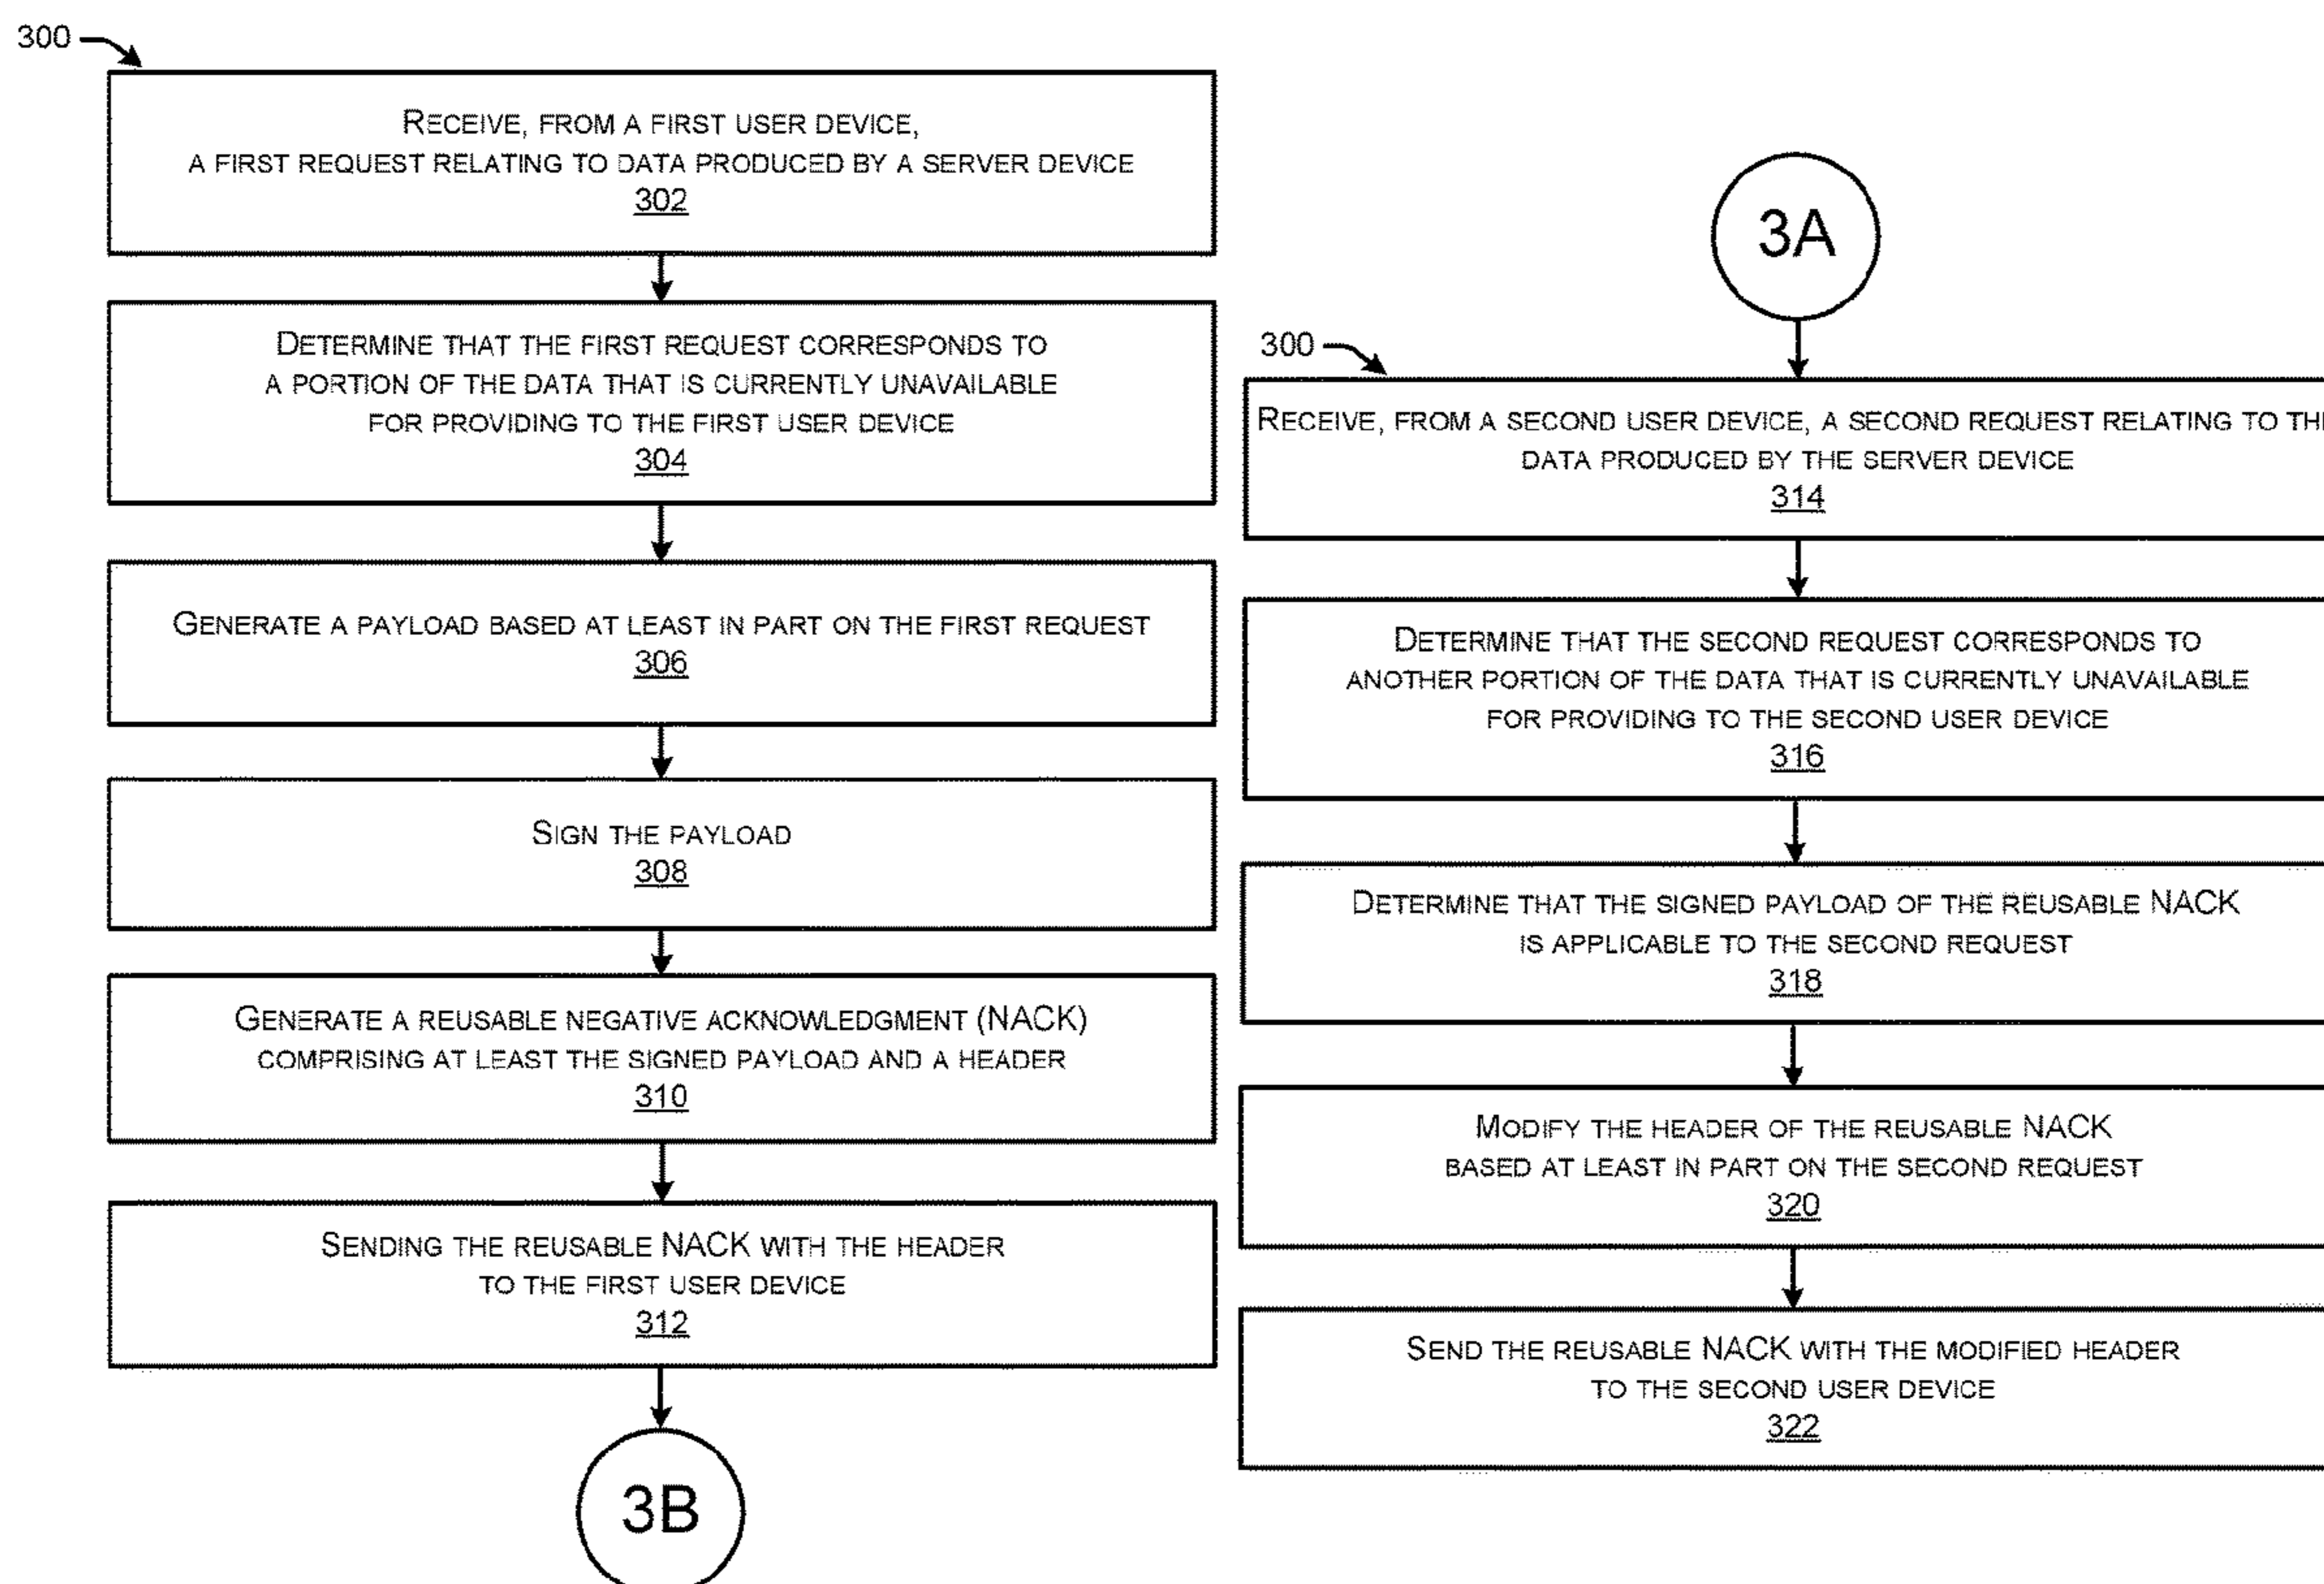 300
RECEIVE, FROM A FIRST USER DEVICE,
A FIRST REQUEST RELATING TO DATA PRODUCED BY A SERVER DEVICE
302
DETERMINE THAT THE FIRST REQUEST CORRESPONDS TO
A PORTION OF THE DATA THAT IS CURRENTLY UNAVAILABLE
FOR PROVIDING TO THE FIRST USER DEVICE
304
GENERATE A PAYLOAD BASED AT LEAST IN PART ON THE FIRST REQUEST
306
SIGN THE PAYLOAD
308
GENERATE A REUSABLE NEGATIVE ACKNOWLEDGMENT (NACK)
COMPRISING AT LEAST THE SIGNED PAYLOAD AND A HEADER
310
SENDING THE REUSABLE NACK WITH THE HEADER
TO THE FIRST USER DEVICE
312
3B
3A
300
RECEIVE, FROM A SECOND USER DEVICE, A SECOND REQUEST RELATING TO
DATA PRODUCED BY THE SERVER DEVICE
314
DETERMINE THAT THE SECOND REQUEST CORRESPONDS TO
ANOTHER PORTION OF THE DATA THAT IS CURRENTLY UNAVAILABLE
FOR PROVIDING TO THE SECOND USER DEVICE
316
DETERMINE THAT THE SIGNED PAYLOAD OF THE REUSABLE NACK
IS APPLICABLE TO THE SECOND REQUEST
318
MODIFY THE HEADER OF THE REUSABLE NACK
BASED AT LEAST IN PART ON THE SECOND REQUEST
320
SEND THE REUSABLE NACK WITH THE MODIFIED HEADER
TO THE SECOND USER DEVICE
322